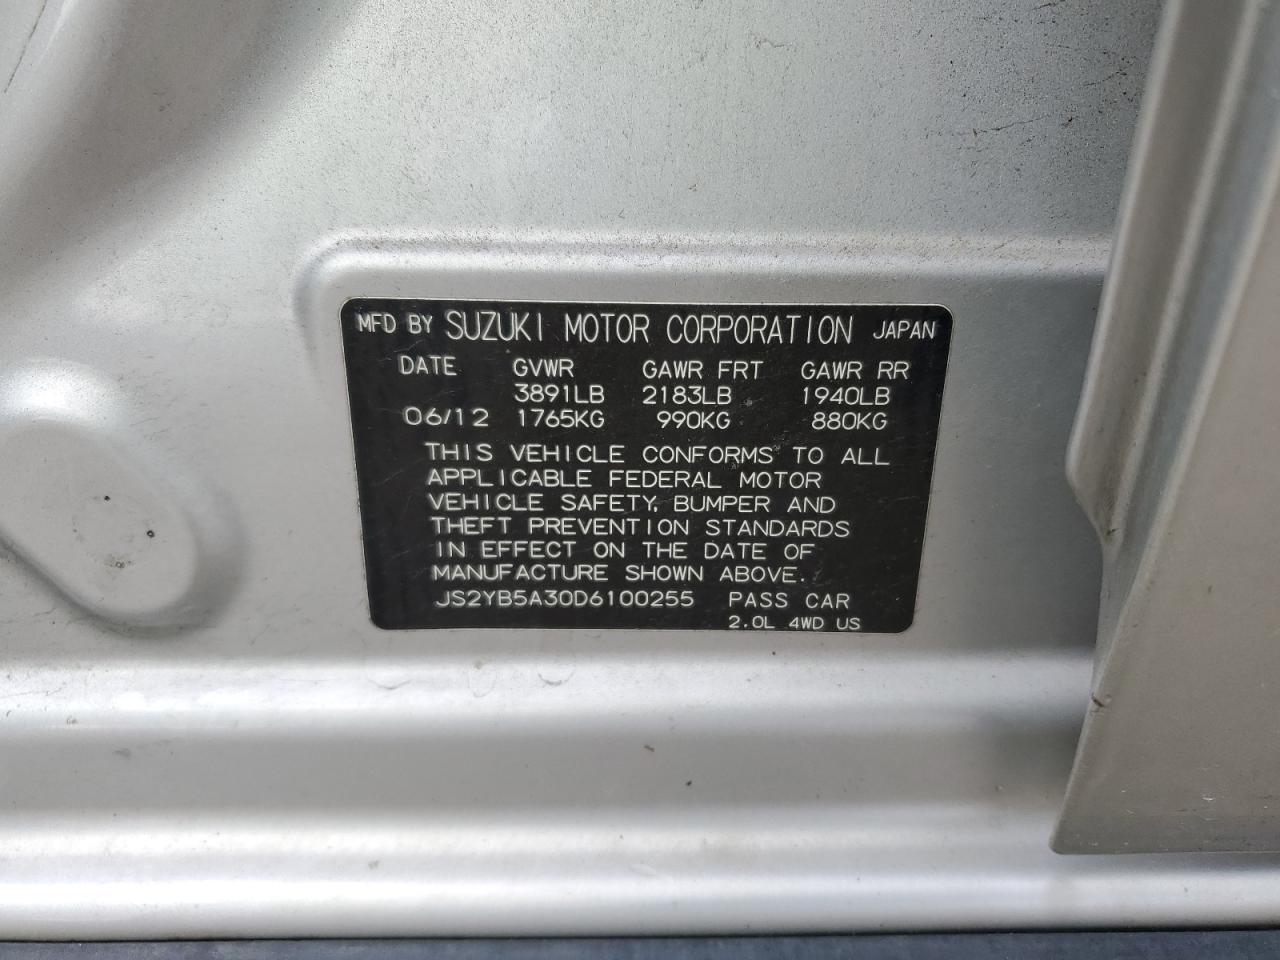 MFD BY SUZUKI MOTOR CORPORATION JAPAN
DATE GVWR GAWR FRT GAWR RR
3891LB 2183LB 1940LB
06/12 1765KG 990KG 880KG
THIS VEHICLE CONFORMS TO ALL
APPLICABLE FEDERAL MOTOR
VEHICLE SAFETY, BUMPER AND
THEFT PREVENTION STANDARDS
IN EFFECT ON THE DATE OF
MANUFACTURE SHOWN ABOVE.
JS2YB5A30D6100255 PASS CAR
2.0L 4WD US